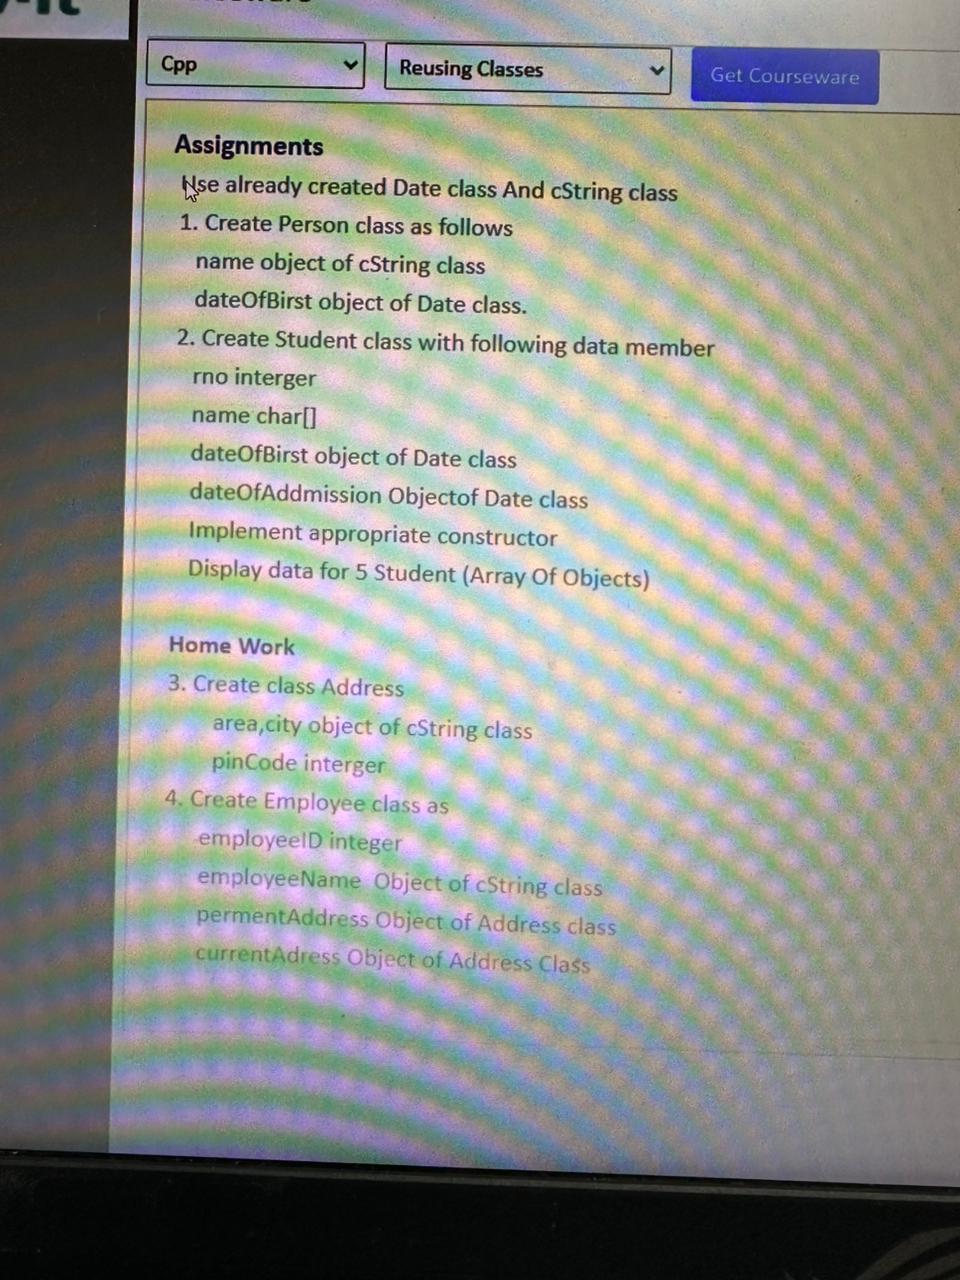 Cpp
Reusing Classes
Get Courseware
Assignments
Use already created Date class And cString class
1. Create Person class as follows
name object of cString class
dateOfBirst object of Date class.
2. Create Student class with following data member
rno interger
name char[]
dateOfBirst object of Date class
dateOfAddmission Objectof Date class
Implement appropriate constructor
Display data for 5 Student (Array Of Objects)
Home Work
3. Create class Address
area,city object of cString class
pinCode interger
4. Create Employee class as
employeeID integer
employeeName Object of cString class
permentAddress Object of Address class
currentAdress Object of Address Class